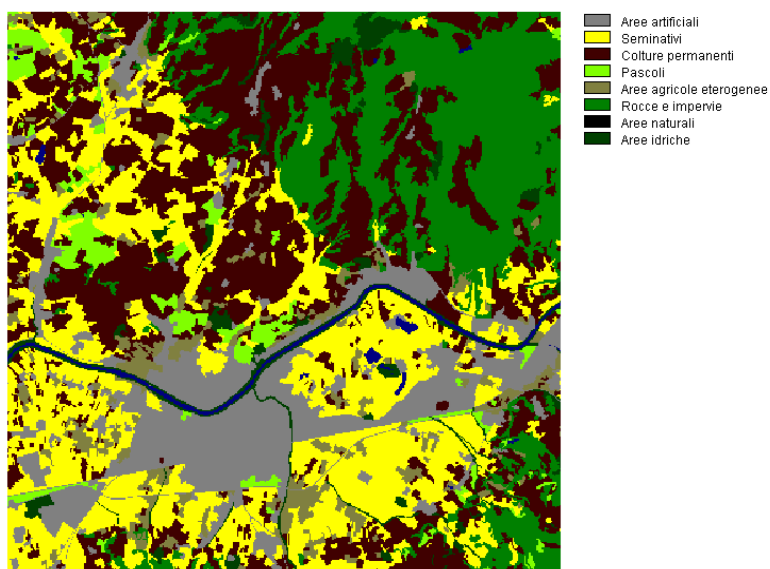 Aree artificiali
Seminativi
Colture permanenti
Pascoli
Aree agricole eterogenee
Rocce e impervie
Aree naturali
Aree idriche